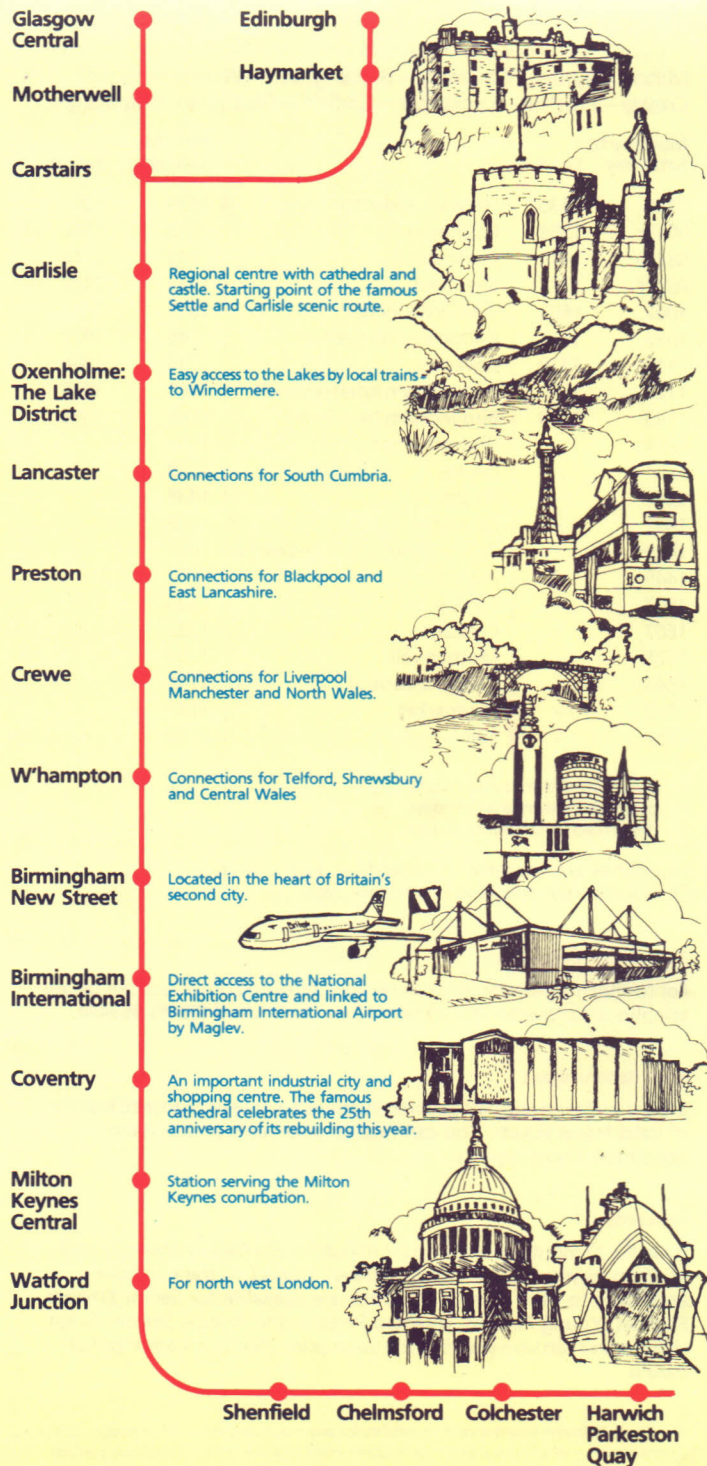 Glasgow
Central
Edinburgh
Haymarket
Motherwell
Carstairs
Carlisle
Regional centre with cathedral and
castle. Starting point of the famous
Settle and Carlisle scenic route.
Oxenholme:
The Lake
District
Easy access to the Lakes by local trains
to Windermere.
Lancaster
Connections for South Cumbria.
Preston
Connections for Blackpool and
East Lancashire.
Crewe
Connections for Liverpool
Manchester and North Wales.
W'hampton
Connections for Telford, Shrewsbury
and Central Wales
Birmingham
New Street
Located in the heart of Britain's
second city.
Birmingham
International
Direct access to the National
Exhibition Centre and linked to
Birmingham International Airport
by Maglev.
Coventry
An important industrial city and
shopping centre. The famous
cathedral celebrates the 25th
anniversary of its rebuilding this year.
Milton
Keynes
Central
Station serving the Milton
Keynes conurbation.
Watford
Junction
For north west London.
Shenfield
Chelmsford
Colchester
Harwich
Parkeston
Quay